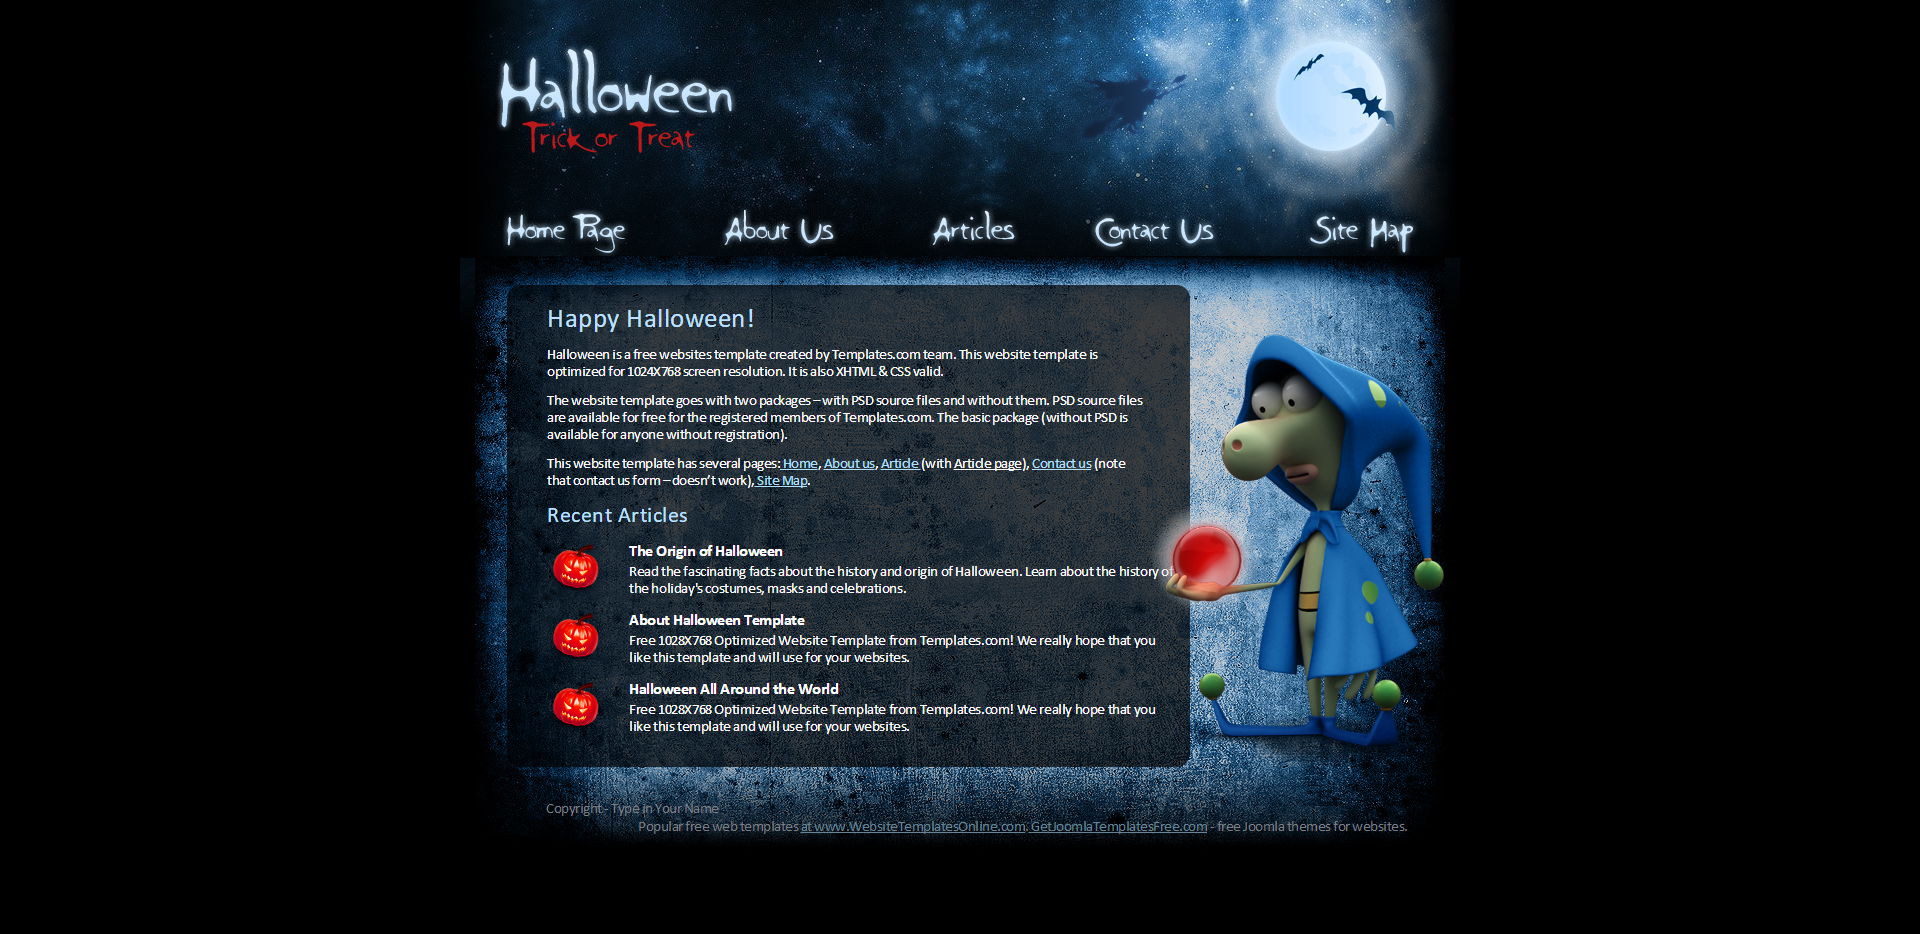 Halloween
Trick or Treat
Home Page
About Us
Articles
Contact Us
Site Map
Happy Halloween!
Halloween is a free websites template created by Templates.com team. This website template is
optimized for 1024X768 screen resolution. It is also XHTML & CSS valid.
The website template goes with two packages – with PSD source files and without them. PSD source files
are available for free for the registered members of Templates.com. The basic package (without PSD is
available for anyone without registration).
This website template has several pages: Home, About us, Article (with Article page), Contact us (note
that contact us form – doesn't work), Site Map.
Recent Articles
The Origin of Halloween
Read the fascinating facts about the history and origin of Halloween. Learn about the history of
the holiday's costumes, masks and celebrations.
About Halloween Template
Free 1028X768 Optimized Website Template from Templates.com! We really hope that you
like this template and will use for your websites.
Halloween All Around the World
Free 1028X768 Optimized Website Template from Templates.com! We really hope that you
like this template and will use for your websites.
Copyright - Type in Your Name
Popular free web templates at www.WebsiteTemplatesOnline.com. GetJoomlaTemplatesFree.com - free Joomla themes for websites.